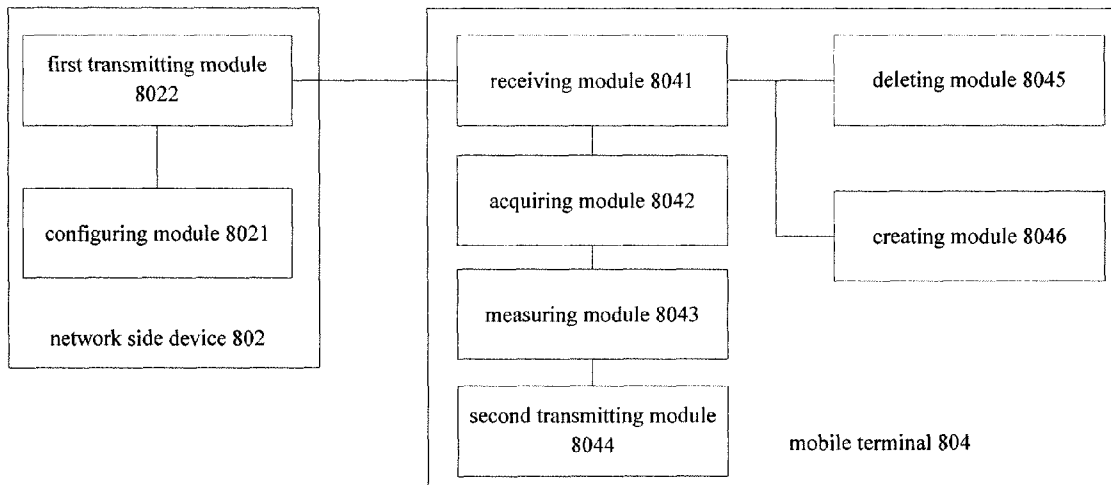 first transmitting module
8022
configuring module 8021
network side device 802
receiving module 8041
acquiring module 8042
measuring module 8043
second transmitting module
8044
deleting module 8045
creating module 8046
mobile terminal 804